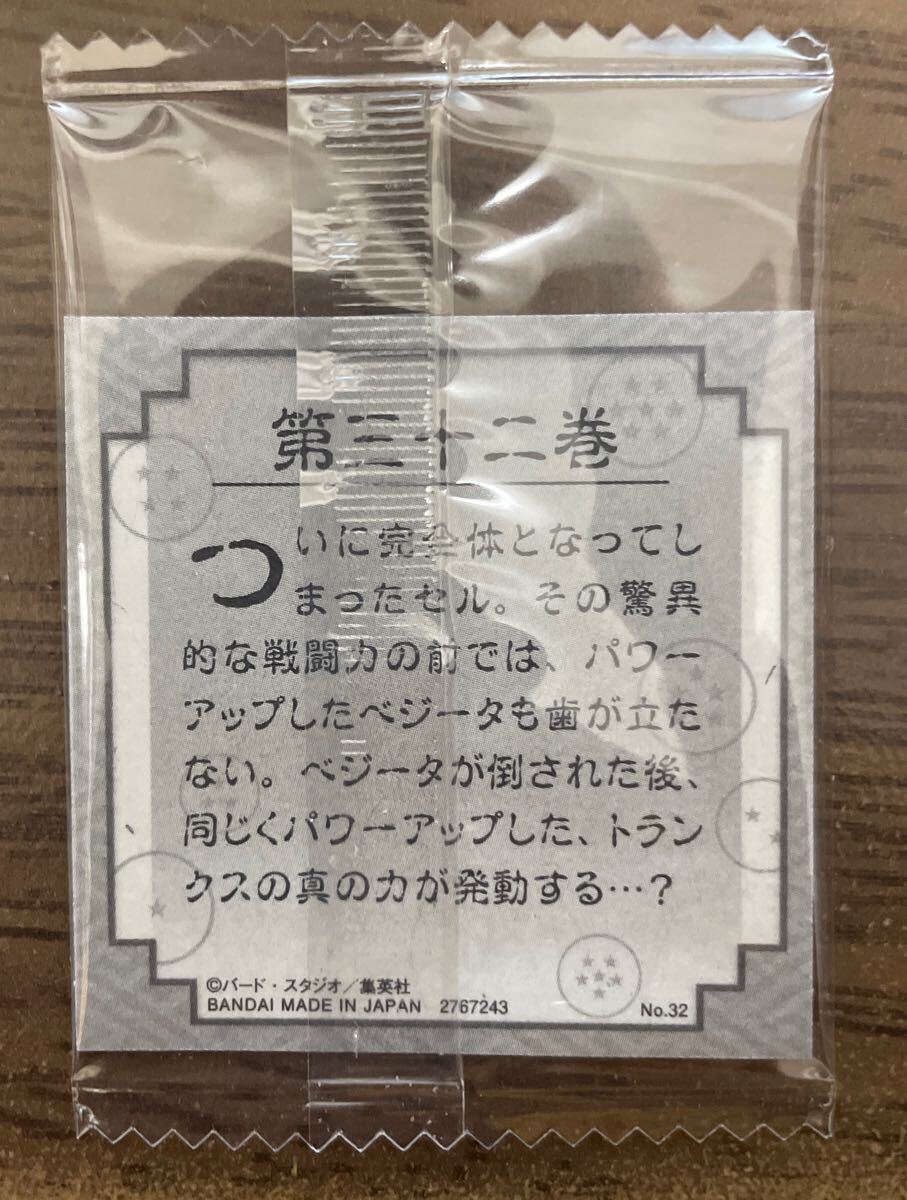 第三十二巻
ついに完全体となってし
まったセル。その驚異
的な戦闘力の前では、パワー
アップしたベジータも歯が立た
ない。ベジータが倒された後、
同じくパワーアップした、トラン
クスの真の力が発動する…?
©バード・スタジオ/集英社
BANDAI MADE IN JAPAN 2767243
No.32